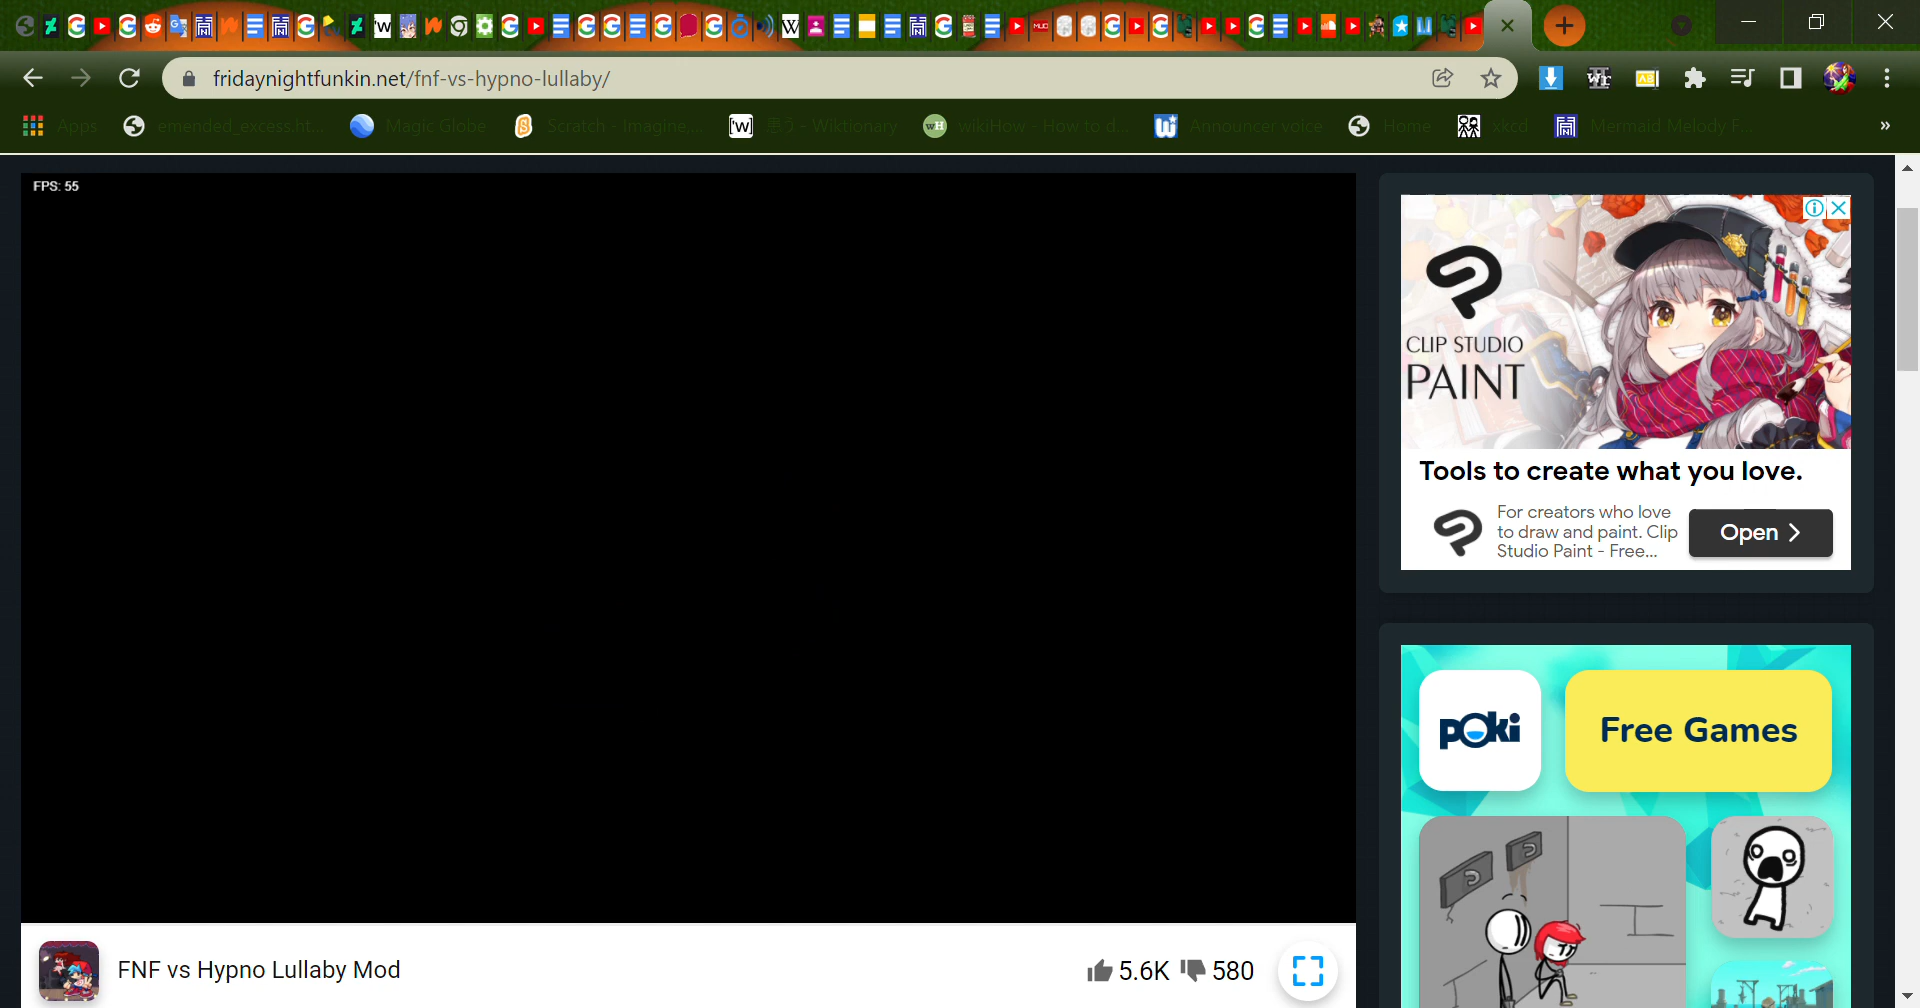 fridaynightfunkin.net/fnf-vs-hypno-lullaby/
Apps
emended_excess.ht...
Magic Globe
Scratch - Imagine,...
Wiktionary
wikiHow - How to d...
Announcer voice
Home
xkcd
Mermaid Melody F...
»
FPS: 55
CLIP STUDIO
PAINT
Tools to create what you love.
For creators who love
to draw and paint. Clip
Studio Paint - Free...
Open
poki
Free Games
FNF vs Hypno Lullaby Mod
5.6K
580